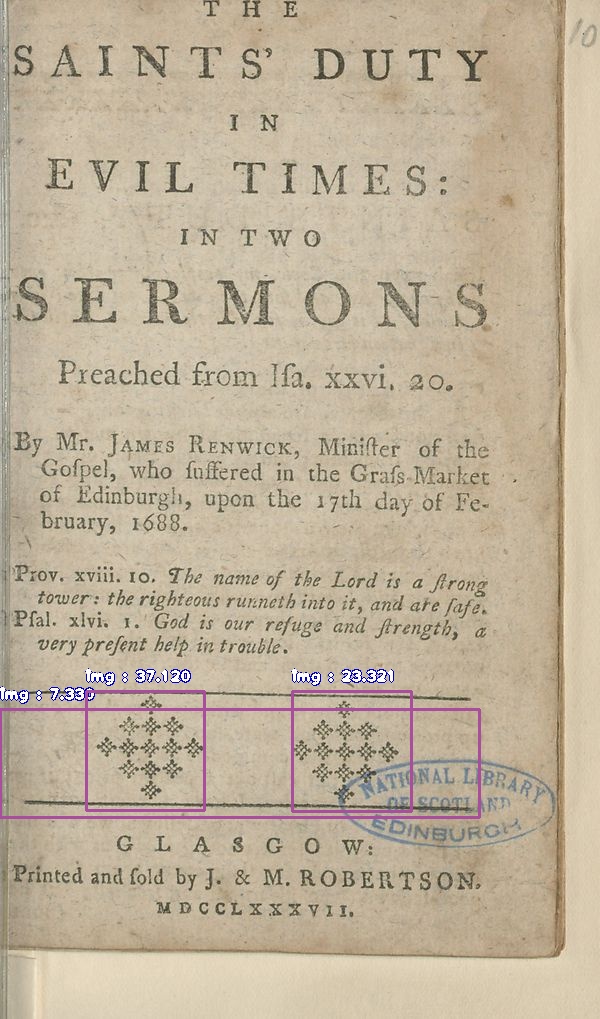 THE
SAINTS' DUTY
IN
EVIL TIMES:
IN TWO
SERMONS
Preached from Iſa. xxvi. 20.
By Mr. JAMES RENWICK, Miniſter of the
Goſpel, who ſuffered in the Graſs-Market
of Edinburgh, upon the 17th day of Fe-
bruary, 1688.
Prov. xviii. 10. The name of the Lord is a ſtrong
tower: the righteous runneth into it, and are ſafe.
Pſal. xlvi. 1. God is our refuge and ſtrength, a
very preſent help in trouble.
img : 37.120
img : 23.321
img : 7.330
NATIONAL LIBRARY
OF SCOTLAND
EDINBURGH
GLASGOW:
Printed and ſold by J. & M. ROBERTSON.
MDCCLXXXVII.
10